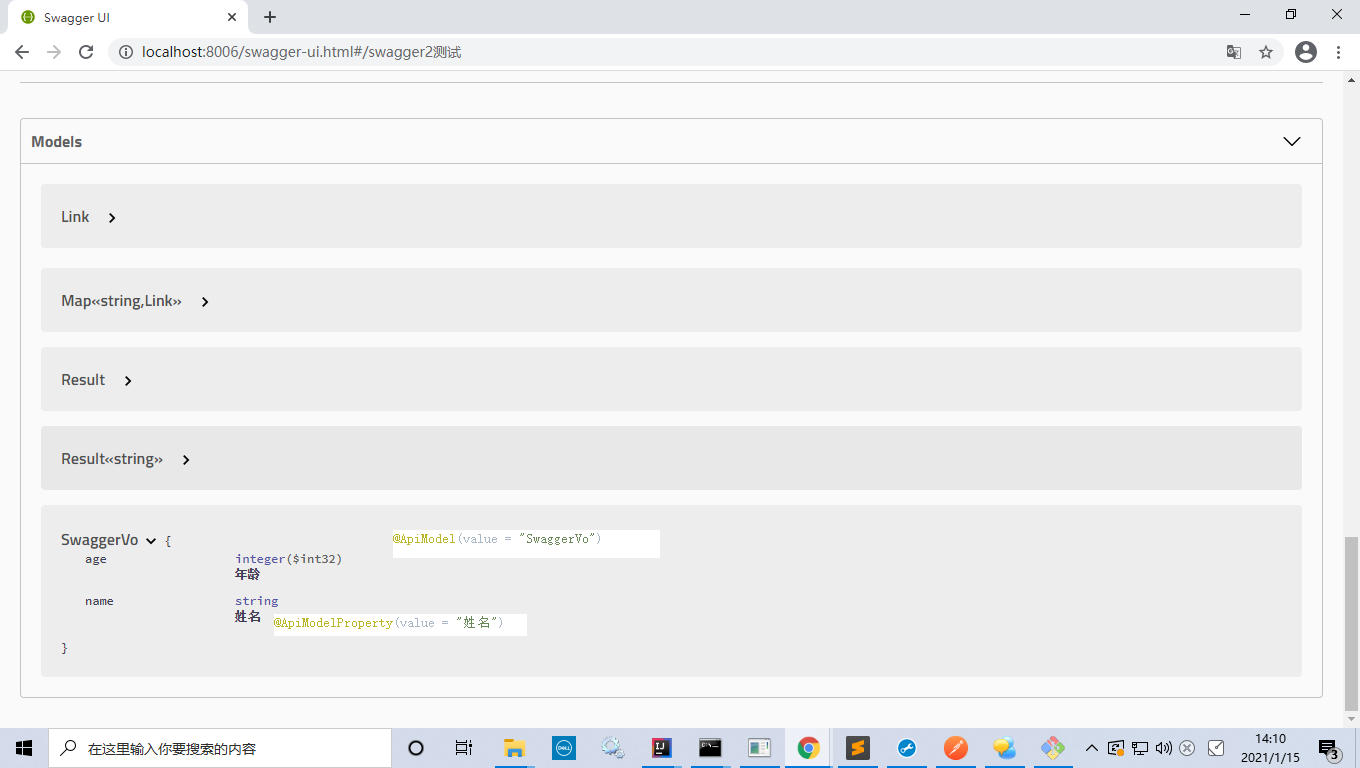 Swagger UI
localhost:8006/swagger-ui.html#/swagger2测试
Models
Link
Map«string,Link»
Result
Result«string»
SwaggerVo { @ApiModel(value = "SwaggerVo")
age integer($int32)
年龄
name string
姓名 @ApiModelProperty(value = "姓名")
}
在这里输入你要搜索的内容
DELL
IJ
14:10
2021/1/15
3